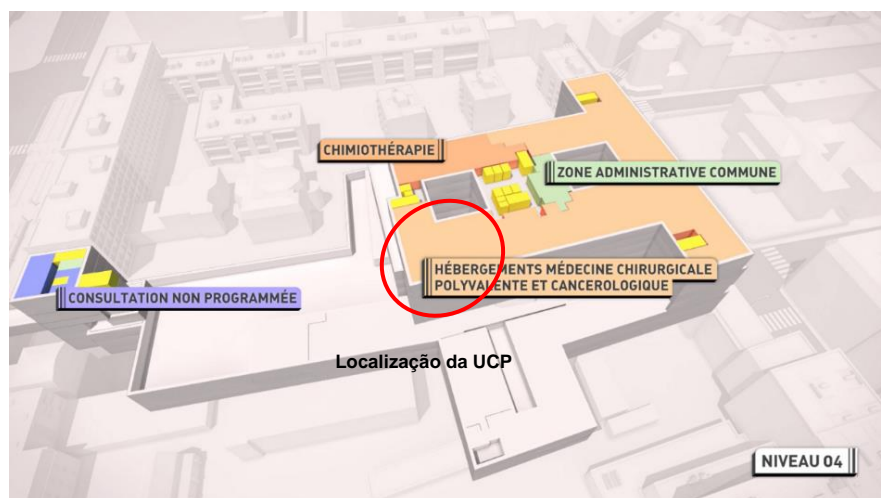 CHIMIOTHÉRAPIE
ZONE ADMINISTRATIVE COMMUNE
HÉBERGEMENTS MÉDECINE CHIRURGICALE
POLYVALENTE ET CANCEROLOGIQUE
CONSULTATION NON PROGRAMMÉE
Localização da UCP
NIVEAU 04